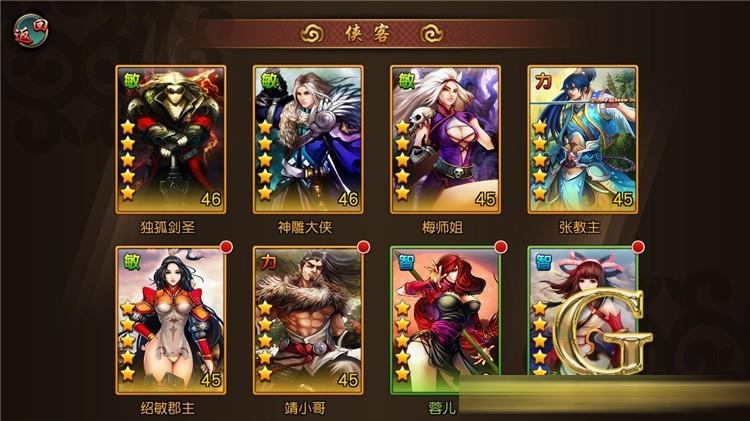 返回
侠客
敏 敏 敏 力
46 46 45 45
独孤剑圣 神雕大侠 梅师姐 张教主
敏 力 智 智
G
45 45
绍敏郡主 靖小哥 蓉儿